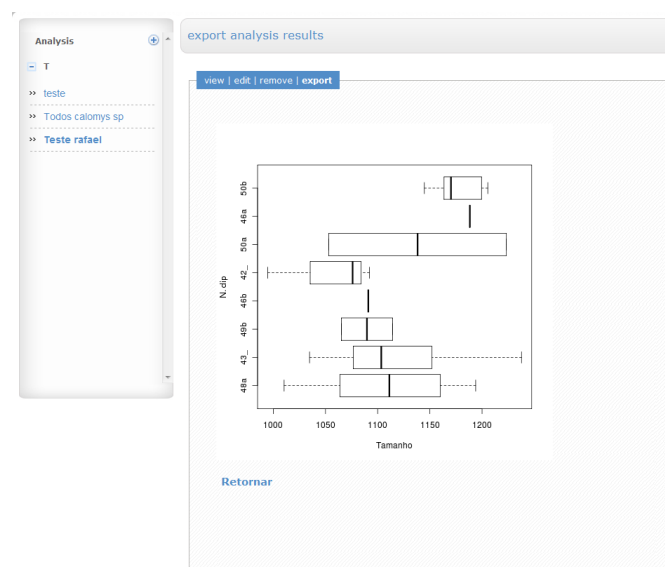 Analysis
T
teste
Todos calomys sp
Teste rafael
export analysis results
view | edit | remove | export
50b
46a
50a
42_
46b
49b
43_
48a
N.dip
1000 1050 1100 1150 1200
Tamanho
Retornar